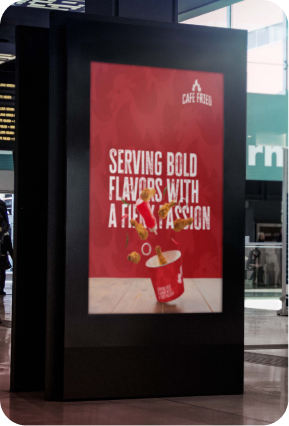 CAFE FRIED
SERVING BOLD
FLAVORS WITH
A FIERY PASSION